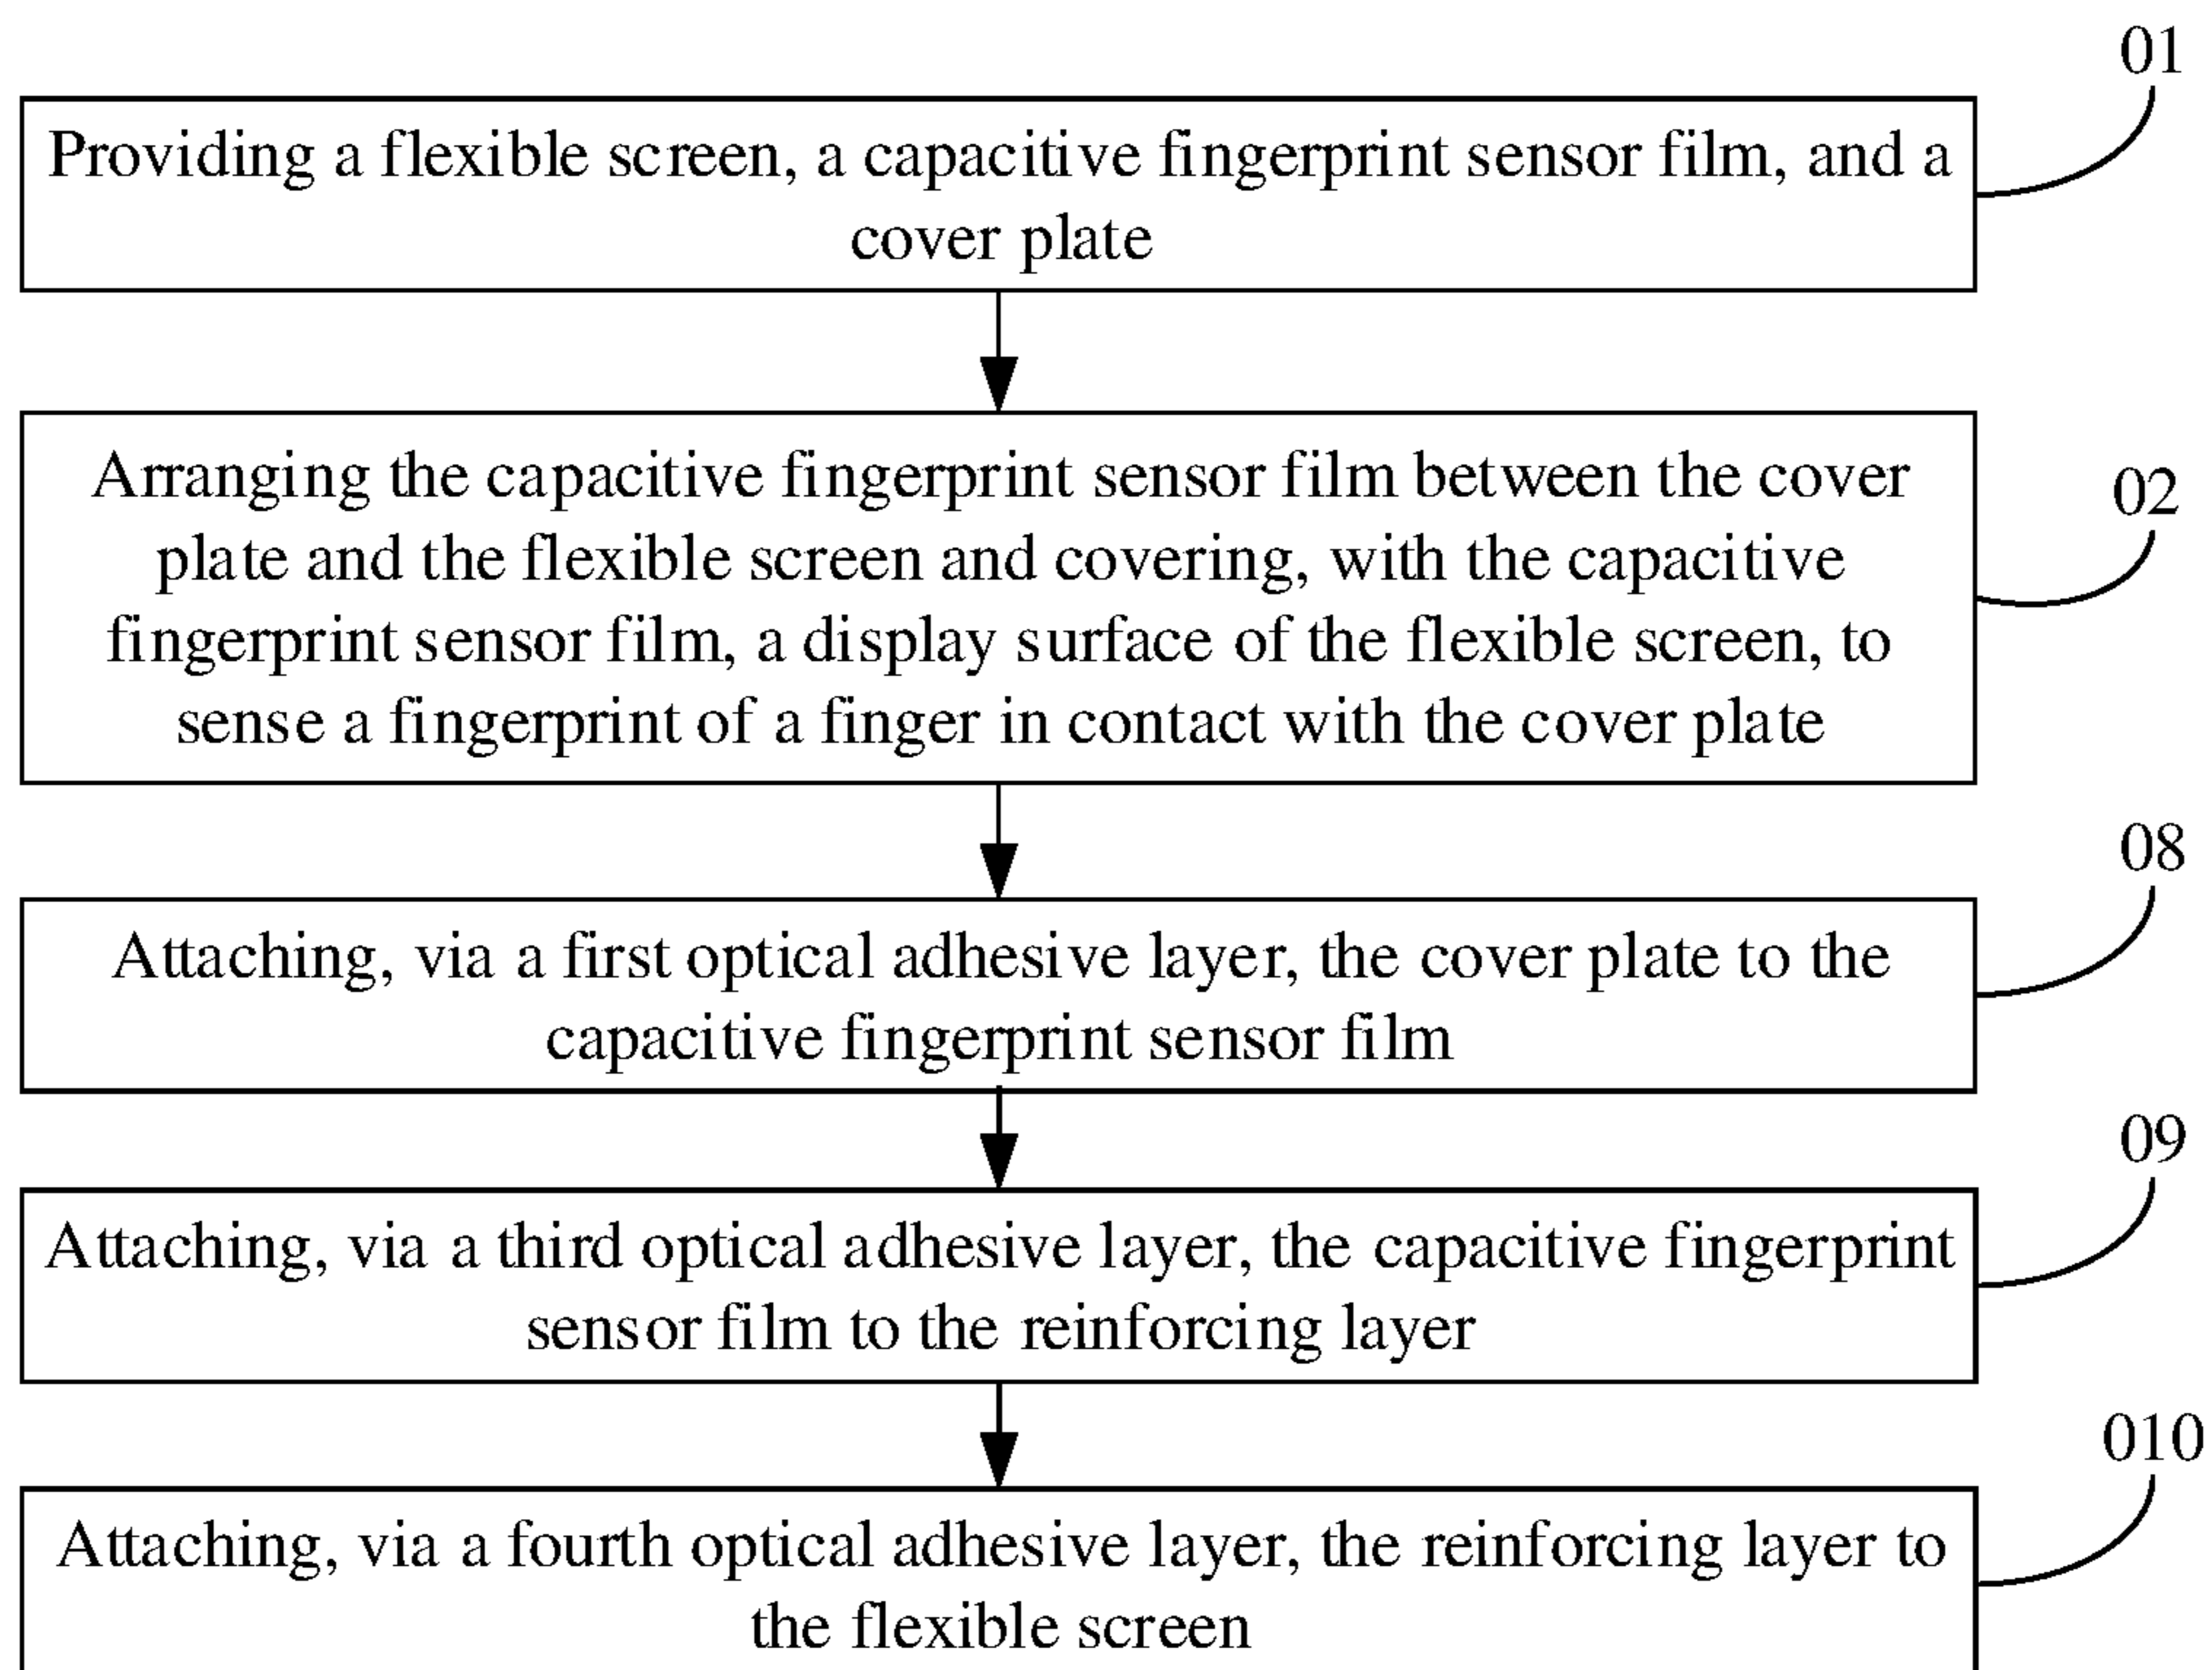 01
Providing a flexible screen, a capacitive fingerprint sensor film, and a
cover plate
02
Arranging the capacitive fingerprint sensor film between the cover
plate and the flexible screen and covering, with the capacitive
fingerprint sensor film, a display surface of the flexible screen, to
sense a fingerprint of a finger in contact with the cover plate
08
Attaching, via a first optical adhesive layer, the cover plate to the
capacitive fingerprint sensor film
09
Attaching, via a third optical adhesive layer, the capacitive fingerprint
sensor film to the reinforcing layer
010
Attaching, via a fourth optical adhesive layer, the reinforcing layer to
the flexible screen